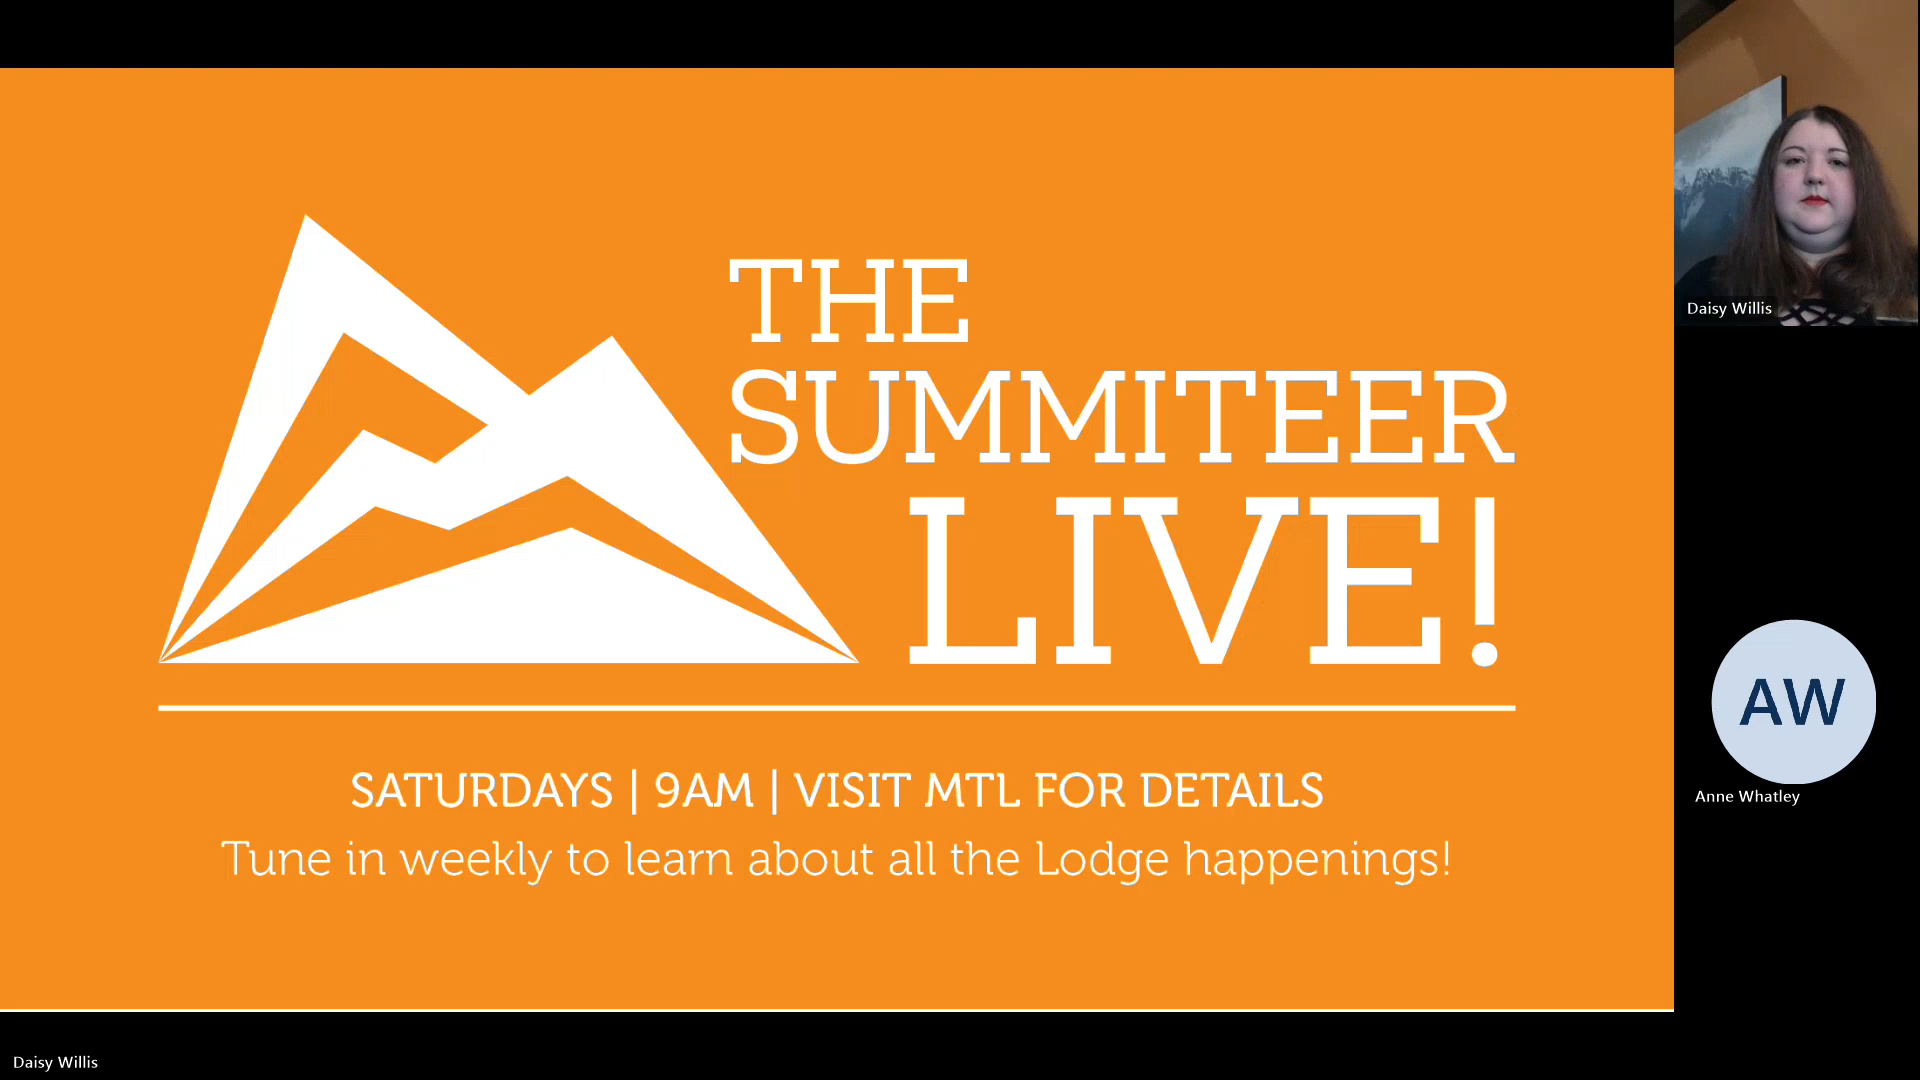 THE
SUMMITEER
LIVE!
SATURDAYS | 9AM | VISIT MTL FOR DETAILS
Tune in weekly to learn about all the Lodge happenings!
Daisy Willis
AW
Anne Whatley
Daisy Willis